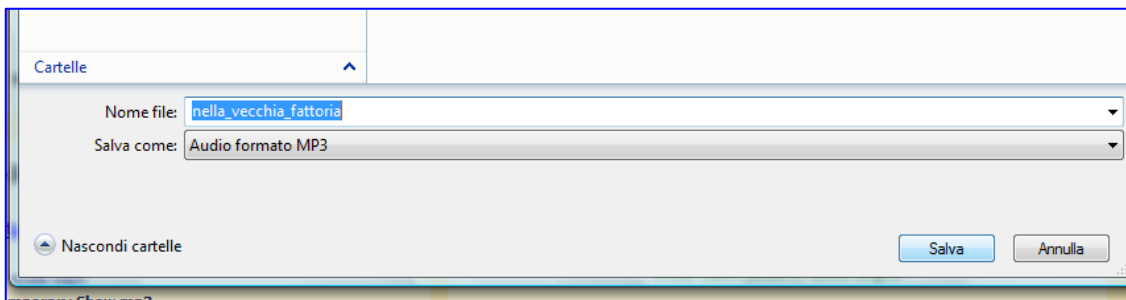 Cartelle
Nome file: nella_vecchia_fattoria
Salva come: Audio formato MP3
Nascondi cartelle Salva Annulla